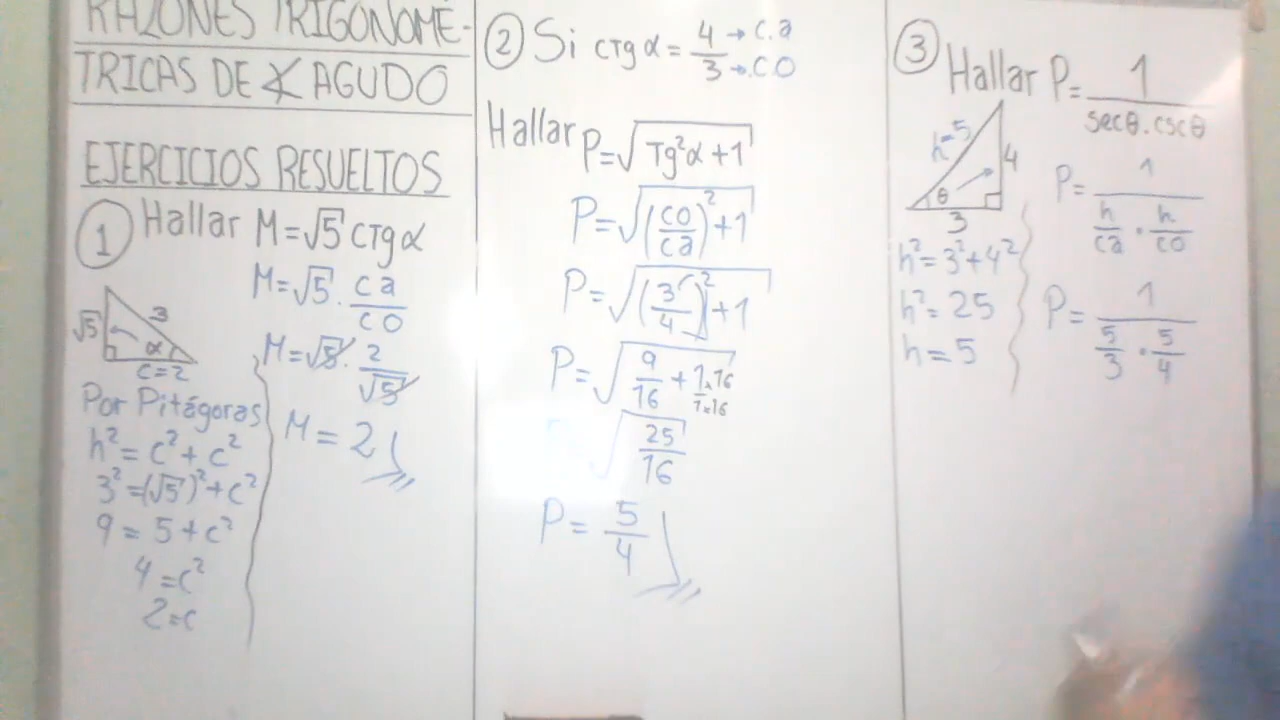 RAZONES TRIGONOMÉ-
TRICAS DE ∡ AGUDO
EJERCICIOS RESUELTOS
① Hallar M=√5 CTg α
M=√5 . ca/co
M=√5 . 2/√5
M = 2
√5
3
α
c=2
Por Pitágoras
h² = c² + c²
3² = (√5)² + c²
9 = 5 + c²
4 = c²
2 = c
② Si CTg α = 4/3 → c.a → c.o
Hallar P=√(Tg²α + 1)
P=√((co/ca)² + 1)
P=√((3/4)² + 1)
P=√(9/16 + 1×16/1×16)
√(25/16)
P = 5/4
③ Hallar P= 1/(secθ.cscθ)
h=5
4
θ
3
h² = 3² + 4²
h² = 25
h = 5
P= 1/(h/ca . h/co)
P= 1/(5/3 . 5/4)